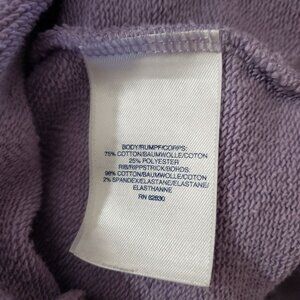 BODY/RUMPF/CORPS:
75% COTTON/BAUMWOLLE/COTON
25% POLYESTER
RIB/RIPPSTRICK/BORDS:
98% COTTON/BAUMWOLLE/COTON
2% SPANDEX/ELASTANE/ELASTANE/
ELASTHANNE
RN 62830